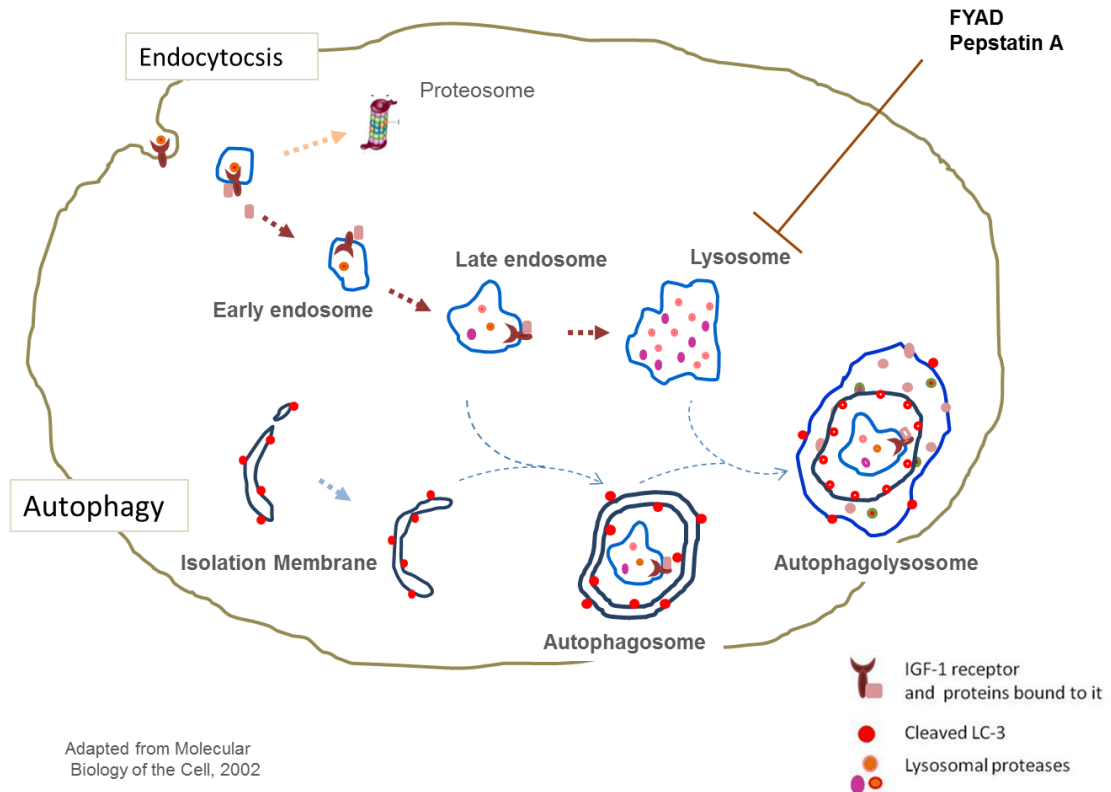 FYAD
Pepstatin A
Endocytocsis
Proteosome
Late endosome
Lysosome
Early endosome
Autophagy
Isolation Membrane
Autophagolysosome
Autophagosome
IGF-1 receptor
and proteins bound to it
Cleaved LC-3
Lysosomal proteases
Adapted from Molecular
Biology of the Cell, 2002